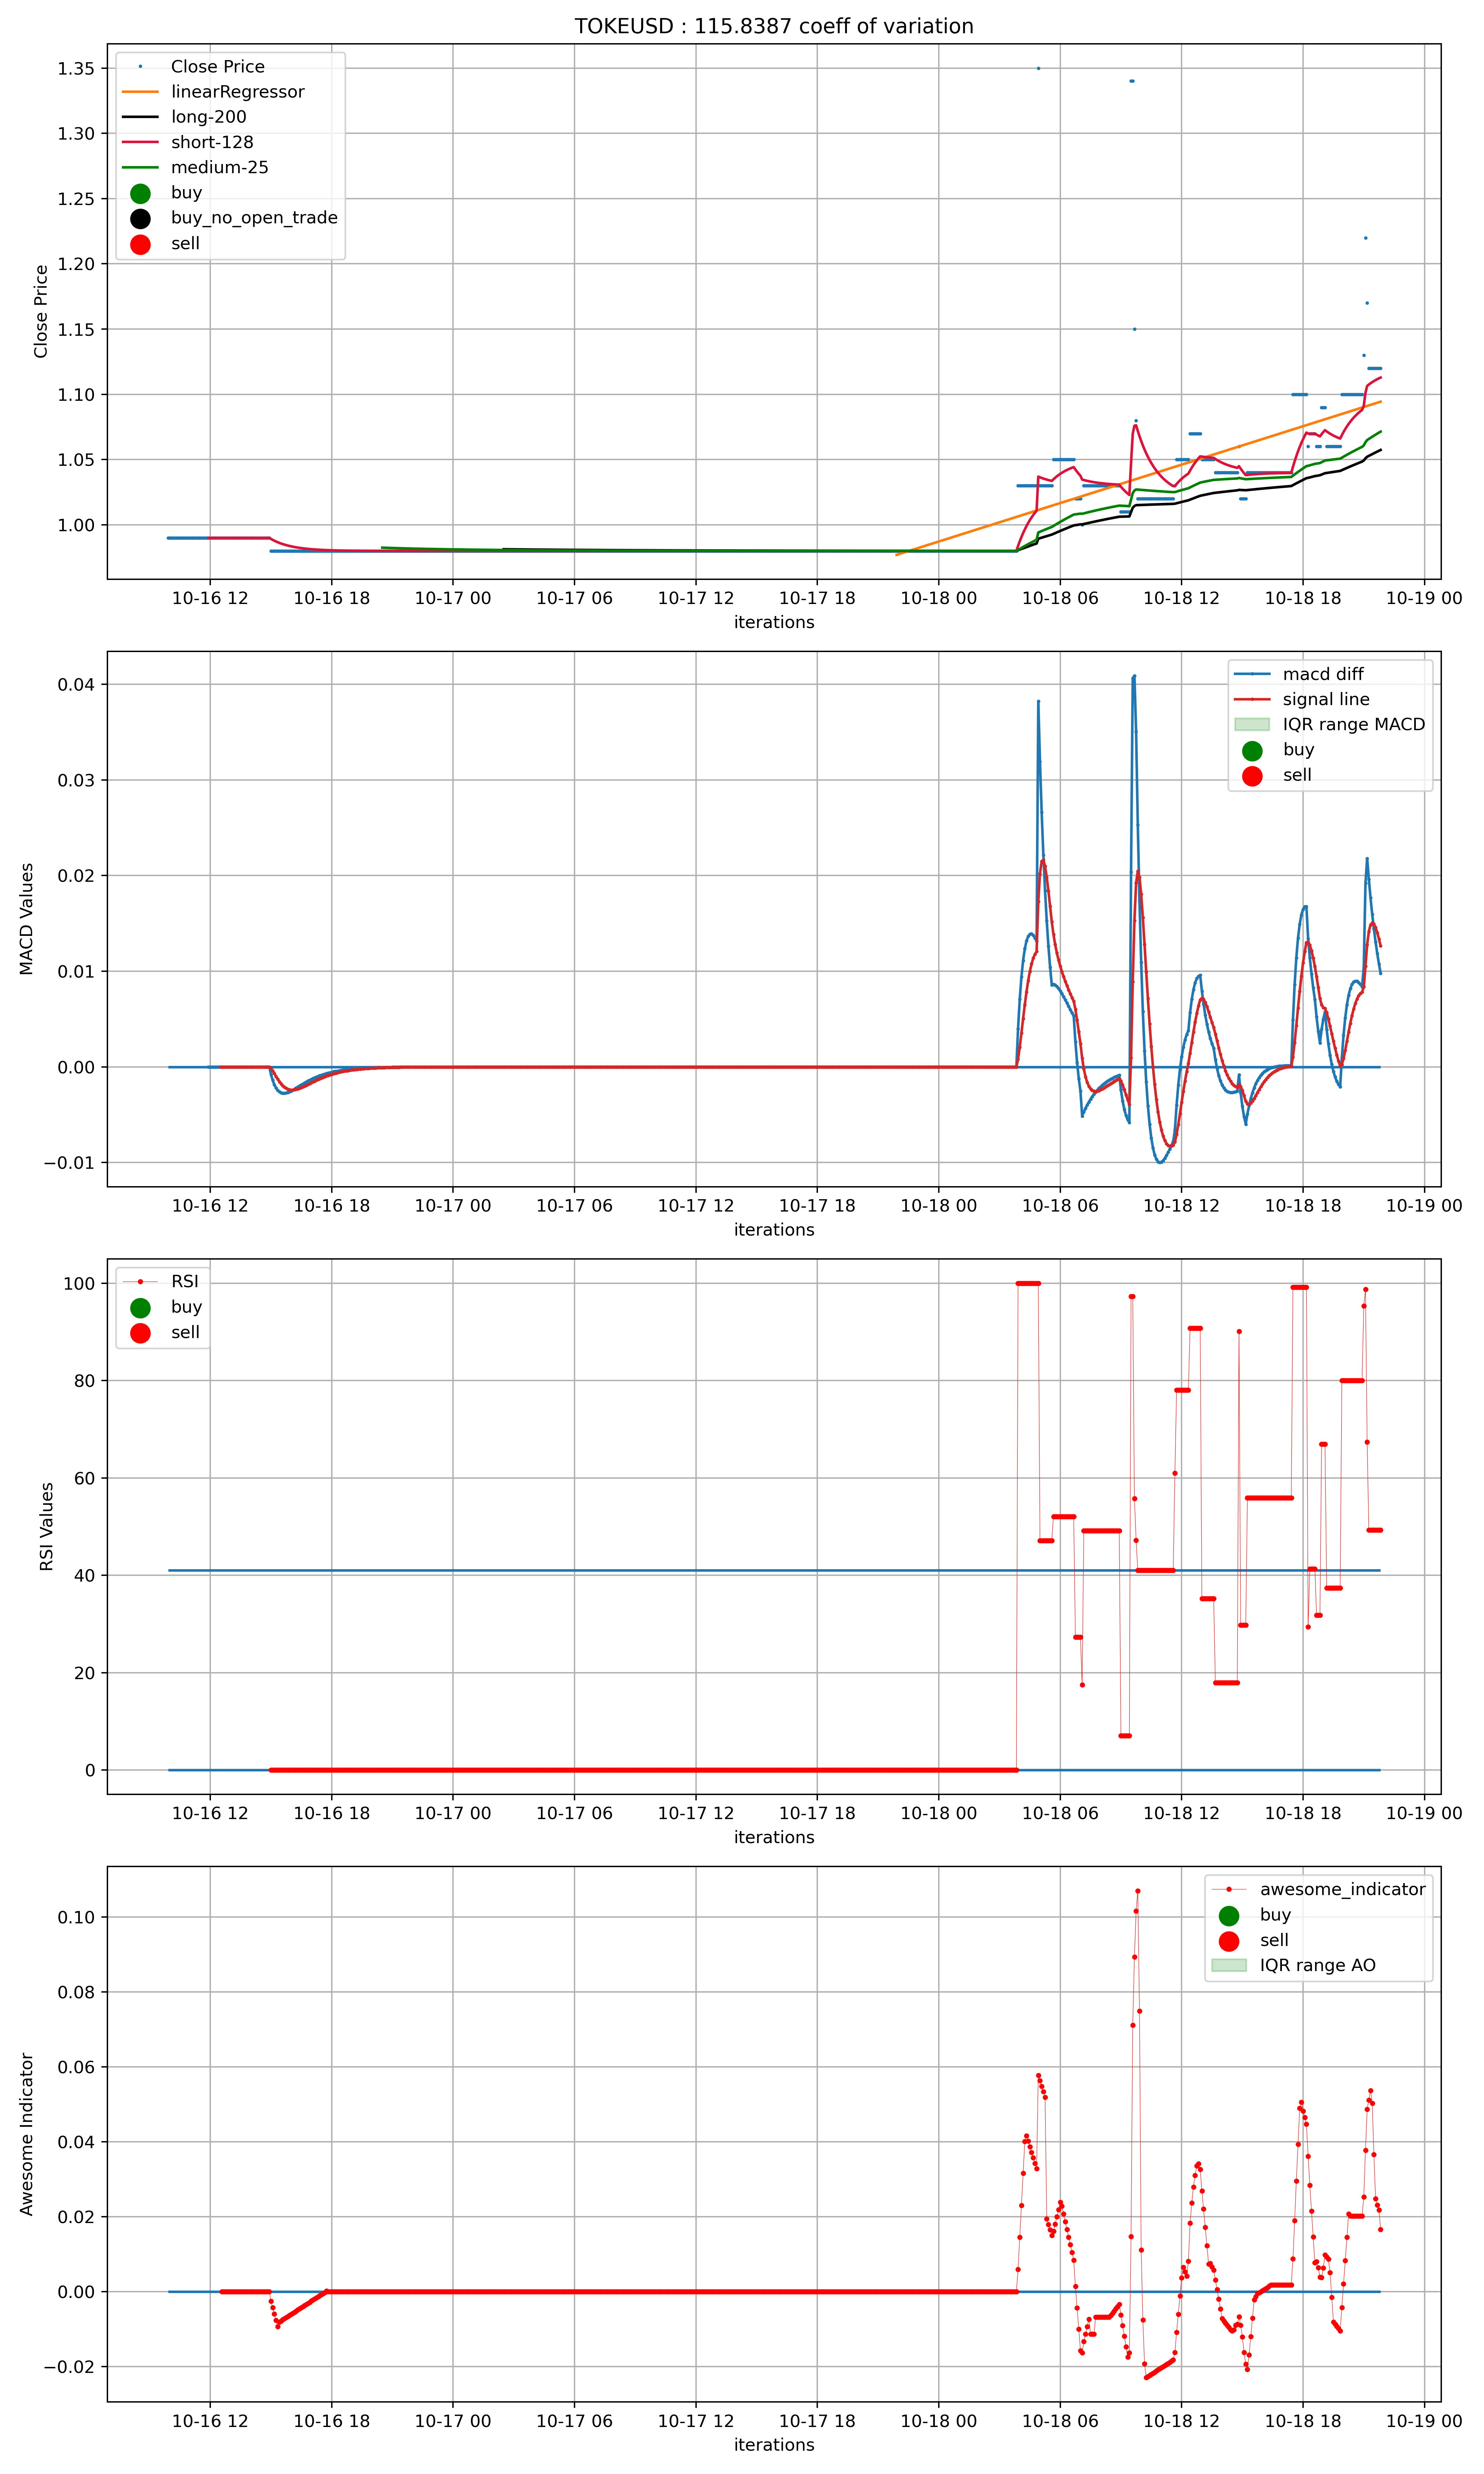 TOKEUSD : 115.8387 coeff of variation
Close Price
linearRegressor
long-200
short-128
medium-25
buy
buy_no_open_trade
sell
Close Price
1.35
1.30
1.25
1.20
1.15
1.10
1.05
1.00
10-16 12 10-16 18 10-17 00 10-17 06 10-17 12 10-17 18 10-18 00 10-18 06 10-18 12 10-18 18 10-19 00
iterations
macd diff
signal line
IQR range MACD
buy
sell
MACD Values
0.04
0.03
0.02
0.01
0.00
−0.01
10-16 12 10-16 18 10-17 00 10-17 06 10-17 12 10-17 18 10-18 00 10-18 06 10-18 12 10-18 18 10-19 00
iterations
RSI
buy
sell
RSI Values
100
80
60
40
20
0
10-16 12 10-16 18 10-17 00 10-17 06 10-17 12 10-17 18 10-18 00 10-18 06 10-18 12 10-18 18 10-19 00
iterations
awesome_indicator
buy
sell
IQR range AO
Awesome Indicator
0.10
0.08
0.06
0.04
0.02
0.00
−0.02
10-16 12 10-16 18 10-17 00 10-17 06 10-17 12 10-17 18 10-18 00 10-18 06 10-18 12 10-18 18 10-19 00
iterations